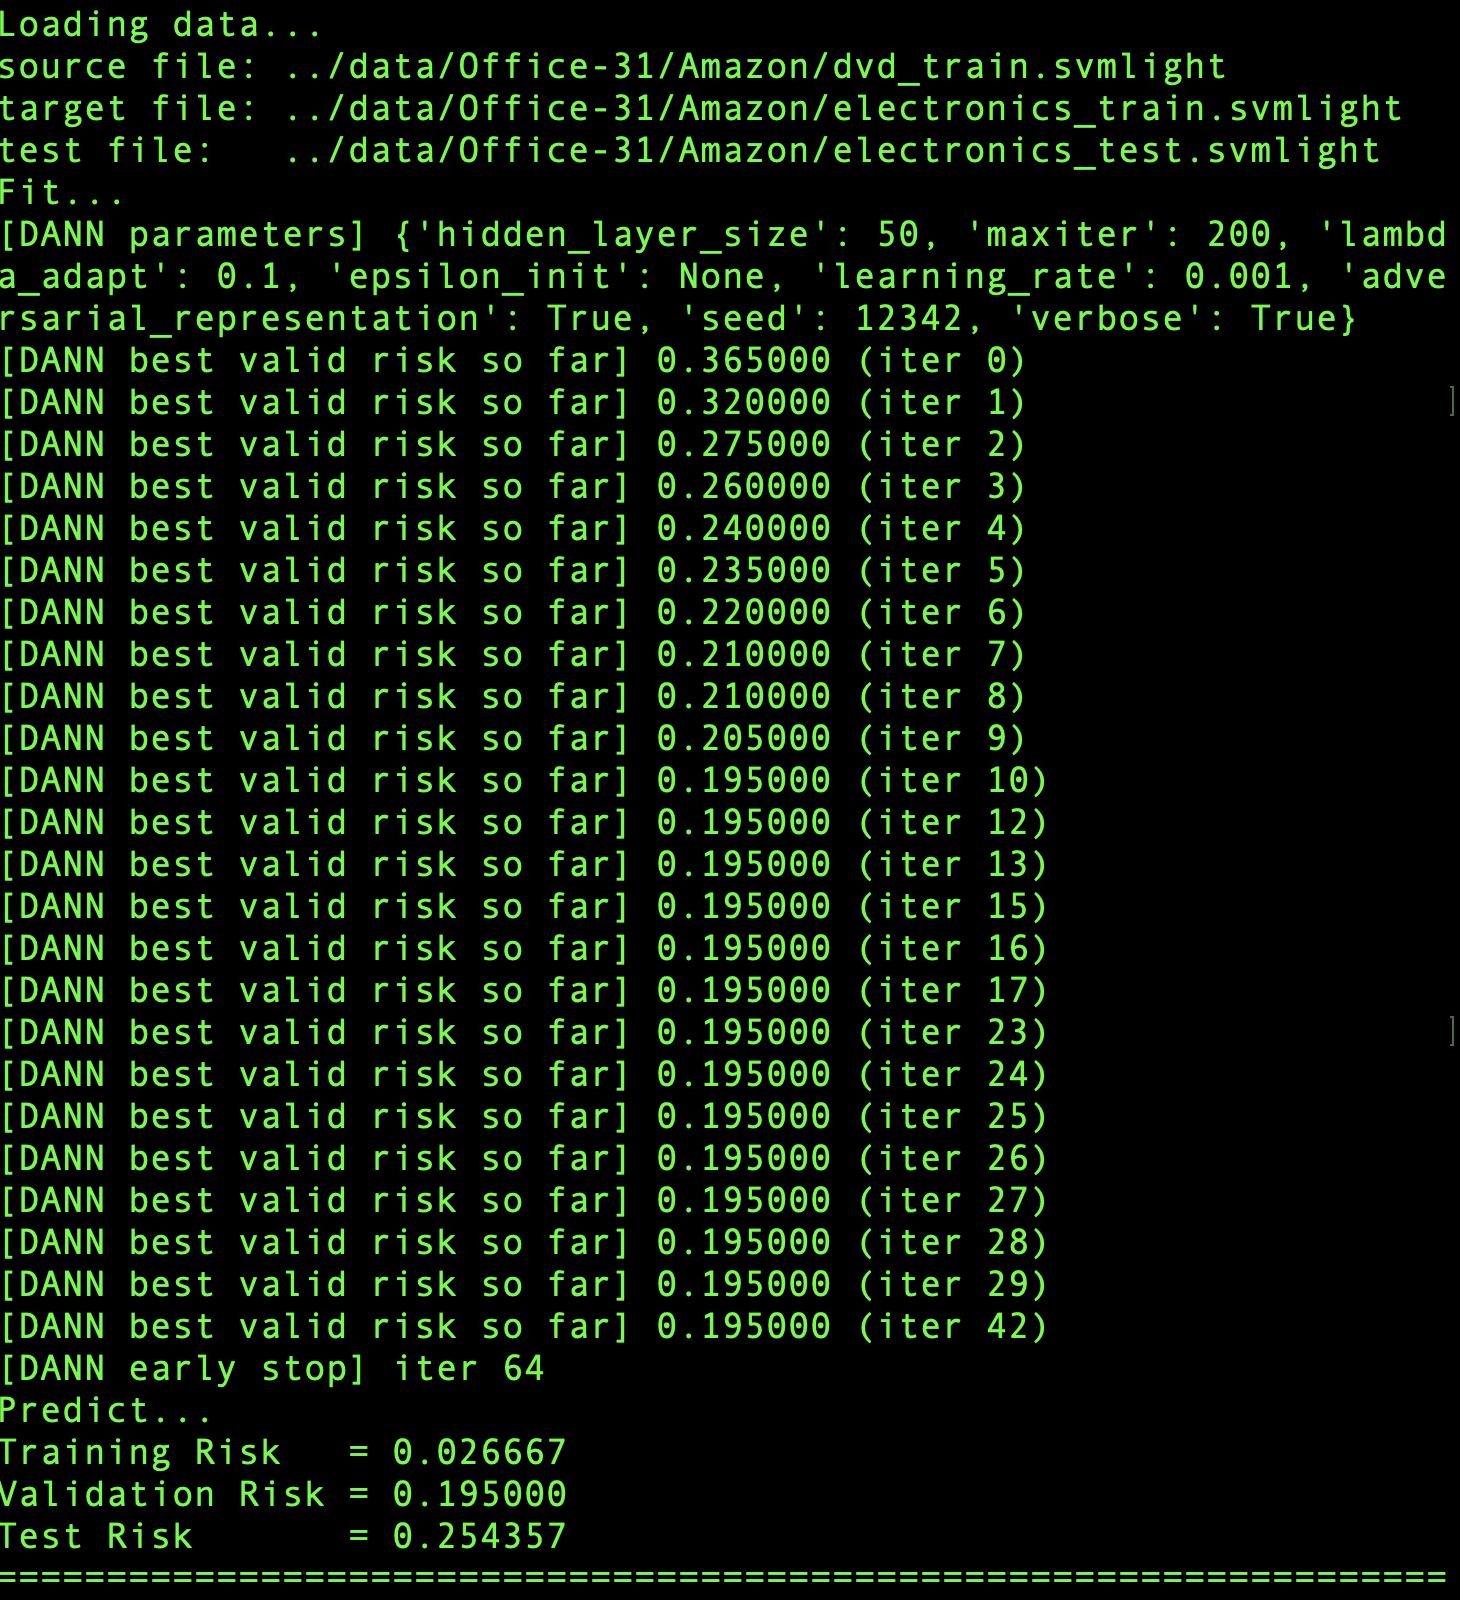 Loading data...
source file: ../data/Office-31/Amazon/dvd_train.svmlight
target file: ../data/Office-31/Amazon/electronics_train.svmlight
test file:   ../data/Office-31/Amazon/electronics_test.svmlight
Fit...
[DANN parameters] {'hidden_layer_size': 50, 'maxiter': 200, 'lambd
a_adapt': 0.1, 'epsilon_init': None, 'learning_rate': 0.001, 'adve
rsarial_representation': True, 'seed': 12342, 'verbose': True}
[DANN best valid risk so far] 0.365000 (iter 0)
[DANN best valid risk so far] 0.320000 (iter 1) ]
[DANN best valid risk so far] 0.275000 (iter 2)
[DANN best valid risk so far] 0.260000 (iter 3)
[DANN best valid risk so far] 0.240000 (iter 4)
[DANN best valid risk so far] 0.235000 (iter 5)
[DANN best valid risk so far] 0.220000 (iter 6)
[DANN best valid risk so far] 0.210000 (iter 7)
[DANN best valid risk so far] 0.210000 (iter 8)
[DANN best valid risk so far] 0.205000 (iter 9)
[DANN best valid risk so far] 0.195000 (iter 10)
[DANN best valid risk so far] 0.195000 (iter 12)
[DANN best valid risk so far] 0.195000 (iter 13)
[DANN best valid risk so far] 0.195000 (iter 15)
[DANN best valid risk so far] 0.195000 (iter 16)
[DANN best valid risk so far] 0.195000 (iter 17)
[DANN best valid risk so far] 0.195000 (iter 23) ]
[DANN best valid risk so far] 0.195000 (iter 24)
[DANN best valid risk so far] 0.195000 (iter 25)
[DANN best valid risk so far] 0.195000 (iter 26)
[DANN best valid risk so far] 0.195000 (iter 27)
[DANN best valid risk so far] 0.195000 (iter 28)
[DANN best valid risk so far] 0.195000 (iter 29)
[DANN best valid risk so far] 0.195000 (iter 42)
[DANN early stop] iter 64
Predict...
Training Risk   = 0.026667
Validation Risk = 0.195000
Test Risk       = 0.254357
==================================================================